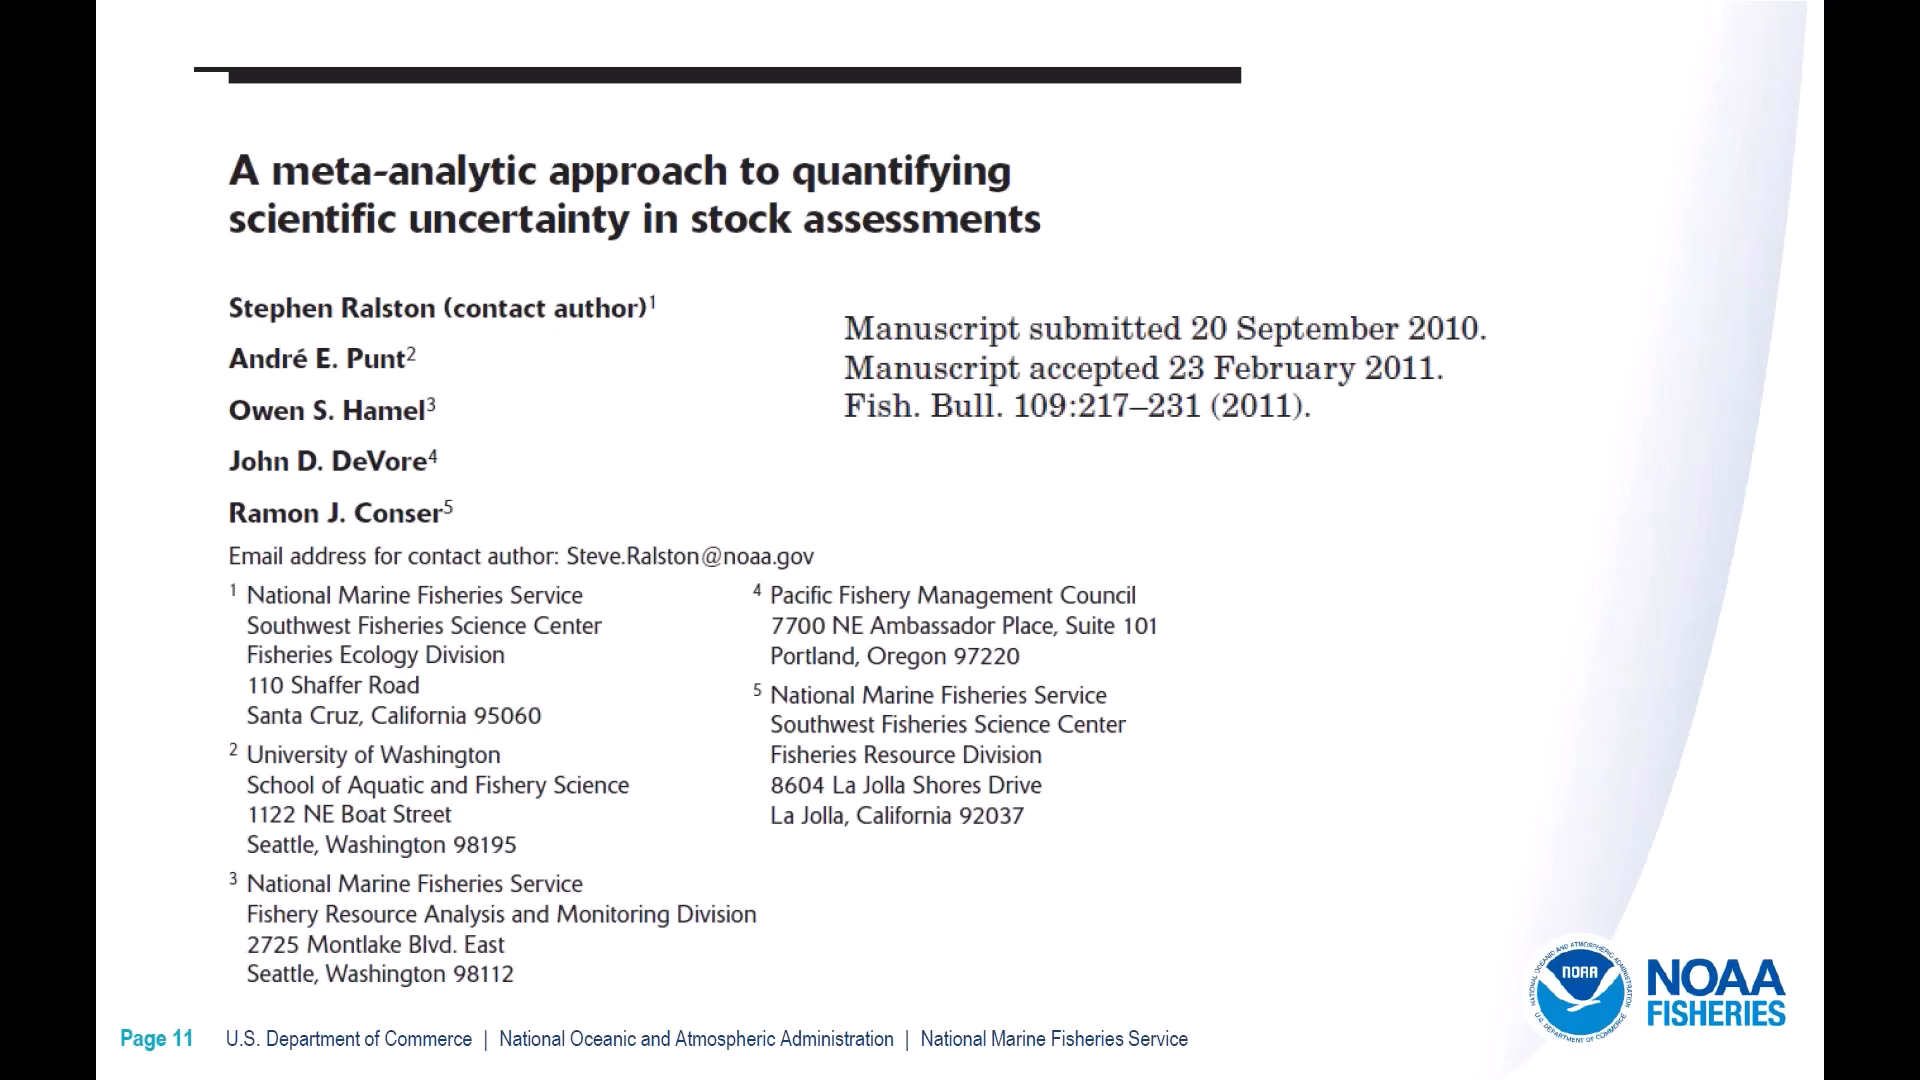 A meta-analytic approach to quantifying
scientific uncertainty in stock assessments
Stephen Ralston (contact author)¹
André E. Punt²
Owen S. Hamel³
John D. DeVore⁴
Ramon J. Conser⁵
Manuscript submitted 20 September 2010.
Manuscript accepted 23 February 2011.
Fish. Bull. 109:217–231 (2011).
Email address for contact author: Steve.Ralston@noaa.gov
¹ National Marine Fisheries Service
Southwest Fisheries Science Center
Fisheries Ecology Division
110 Shaffer Road
Santa Cruz, California 95060
² University of Washington
School of Aquatic and Fishery Science
1122 NE Boat Street
Seattle, Washington 98195
³ National Marine Fisheries Service
Fishery Resource Analysis and Monitoring Division
2725 Montlake Blvd. East
Seattle, Washington 98112
⁴ Pacific Fishery Management Council
7700 NE Ambassador Place, Suite 101
Portland, Oregon 97220
⁵ National Marine Fisheries Service
Southwest Fisheries Science Center
Fisheries Resource Division
8604 La Jolla Shores Drive
La Jolla, California 92037
NATIONAL OCEANIC AND ATMOSPHERIC ADMINISTRATION
NOAA
U.S. DEPARTMENT OF COMMERCE
NOAA
FISHERIES
Page 11 U.S. Department of Commerce | National Oceanic and Atmospheric Administration | National Marine Fisheries Service